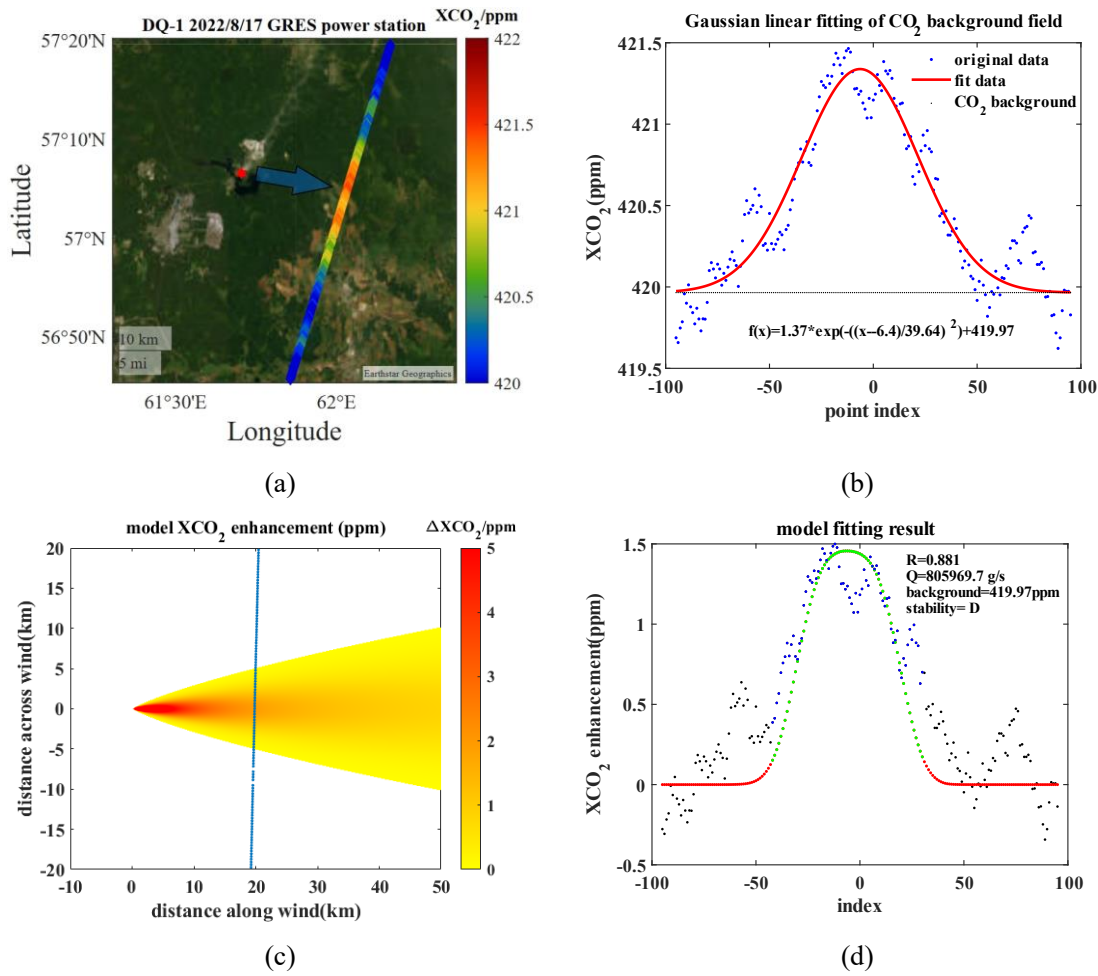 DQ-1 2022/8/17 GRES power station
XCO₂/ppm
57°20'N
57°10'N
57°N
56°50'N
Latitude
10 km
5 mi
Earthstar Geographics
61°30'E
62°E
Longitude
422
421.5
421
420.5
420
(a)
Gaussian linear fitting of CO₂ background field
421.5
421
420.5
420
419.5
XCO₂(ppm)
original data
fit data
CO₂ background
f(x)=1.37*exp(-((x--6.4)/39.64) ²)+419.97
-100
-50
0
50
100
point index
(b)
model XCO₂ enhancement (ppm)
△XCO₂/ppm
20
15
10
5
0
-5
-10
-15
-20
distance across wind(km)
-10
0
10
20
30
40
50
distance along wind(km)
5
4
3
2
1
0
(c)
model fitting result
1.5
1
0.5
0
-0.5
XCO₂ enhancement(ppm)
R=0.881
Q=805969.7 g/s
background=419.97ppm
stability= D
-100
-50
0
50
100
index
(d)